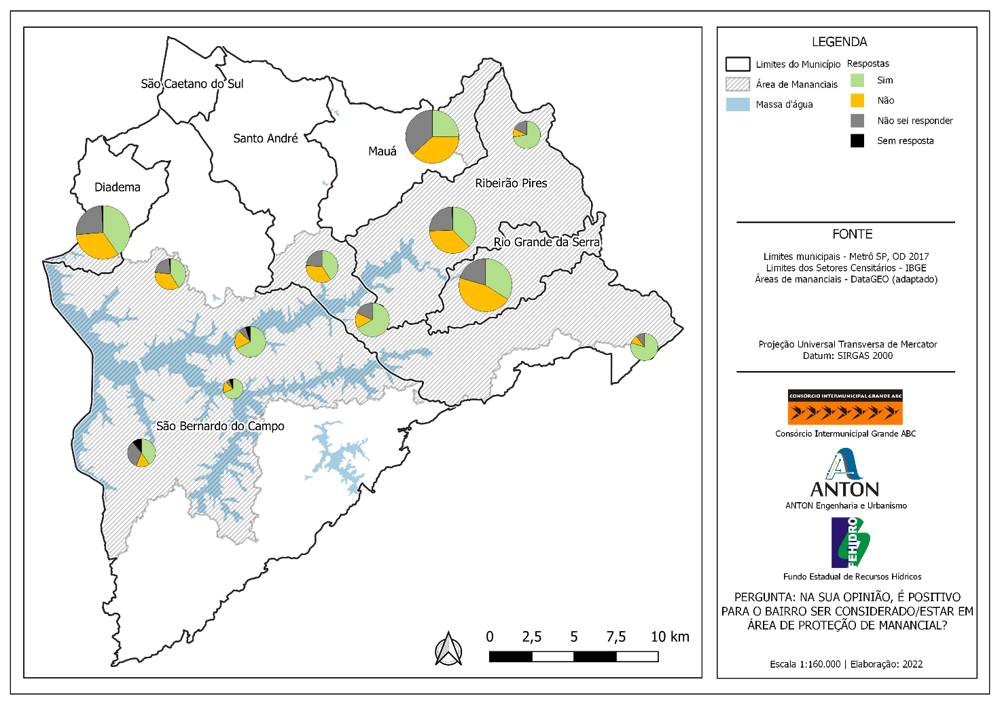 São Caetano do Sul
Santo André
Mauá
Diadema
Ribeirão Pires
Rio Grande da Serra
São Bernardo do Campo
0 2,5 5 7,5 10 km
LEGENDA
Limites do Município
Área de Mananciais
Massa d'água
Respostas
Sim
Não
Não sei responder
Sem resposta
FONTE
Limites municipais - Metrô SP, OD 2017
Limites dos Setores Censitários - IBGE
Áreas de mananciais - DataGEO (adaptado)
Projeção Universal Transversa de Mercator
Datum: SIRGAS 2000
CONSÓRCIO INTERMUNICIPAL GRANDE ABC
Consórcio Intermunicipal Grande ABC
ANTON
ANTON Engenharia e Urbanismo
FEHIDRO
Fundo Estadual de Recursos Hídricos
PERGUNTA: NA SUA OPINIÃO, É POSITIVO
PARA O BAIRRO SER CONSIDERADO/ESTAR EM
ÁREA DE PROTEÇÃO DE MANANCIAL?
Escala 1:160.000 | Elaboração: 2022